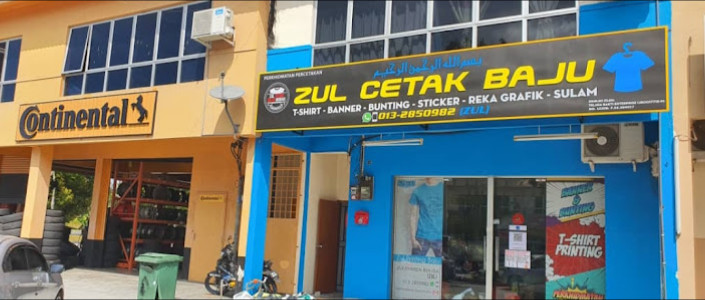 Continental
PERKHIDMATAN PERCETAKAN
بسم الله الرحمن الرحيم
ZUL CETAK BAJU
T-SHIRT - BANNER - BUNTING - STICKER - REKA GRAFIK - SULAM
013-2850982 (ZUL)
BANNER
&
BUNTING
T-SHIRT
PRINTING